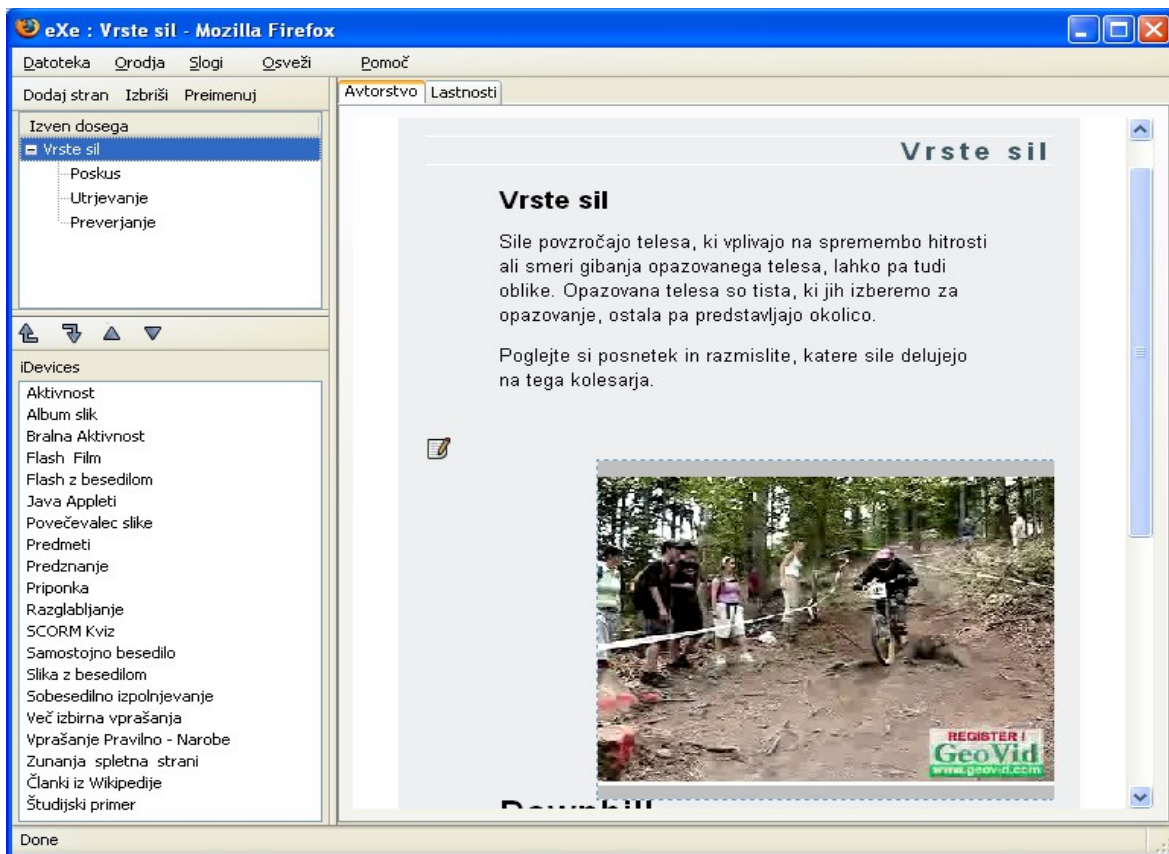 eXe : Vrste sil - Mozilla Firefox
Datoteka Orodja Slogi Osveži Pomoč
Dodaj stran Izbriši Preimenuj
Izven dosega
Vrste sil
Poskus
Utrjevanje
Preverjanje
iDevices
Aktivnost
Album slik
Bralna Aktivnost
Flash Film
Flash z besedilom
Java Appleti
Povečevalec slike
Predmeti
Predznanje
Priponka
Razglabljanje
SCORM Kviz
Samostojno besedilo
Slika z besedilom
Sobesedilno izpolnjevanje
Več izbirna vprašanja
Vprašanje Pravilno - Narobe
Zunanja spletna strani
Članki iz Wikipedije
Študijski primer
Avtorstvo Lastnosti
Vrste sil
Vrste sil
Sile povzročajo telesa, ki vplivajo na spremembo hitrosti
ali smeri gibanja opazovanega telesa, lahko pa tudi
oblike. Opazovana telesa so tista, ki jih izberemo za
opazovanje, ostala pa predstavljajo okolico.
Poglejte si posnetek in razmislite, katere sile delujejo
na tega kolesarja.
REGISTER !
GeoVid
www.geovid.com
Downhill
Done